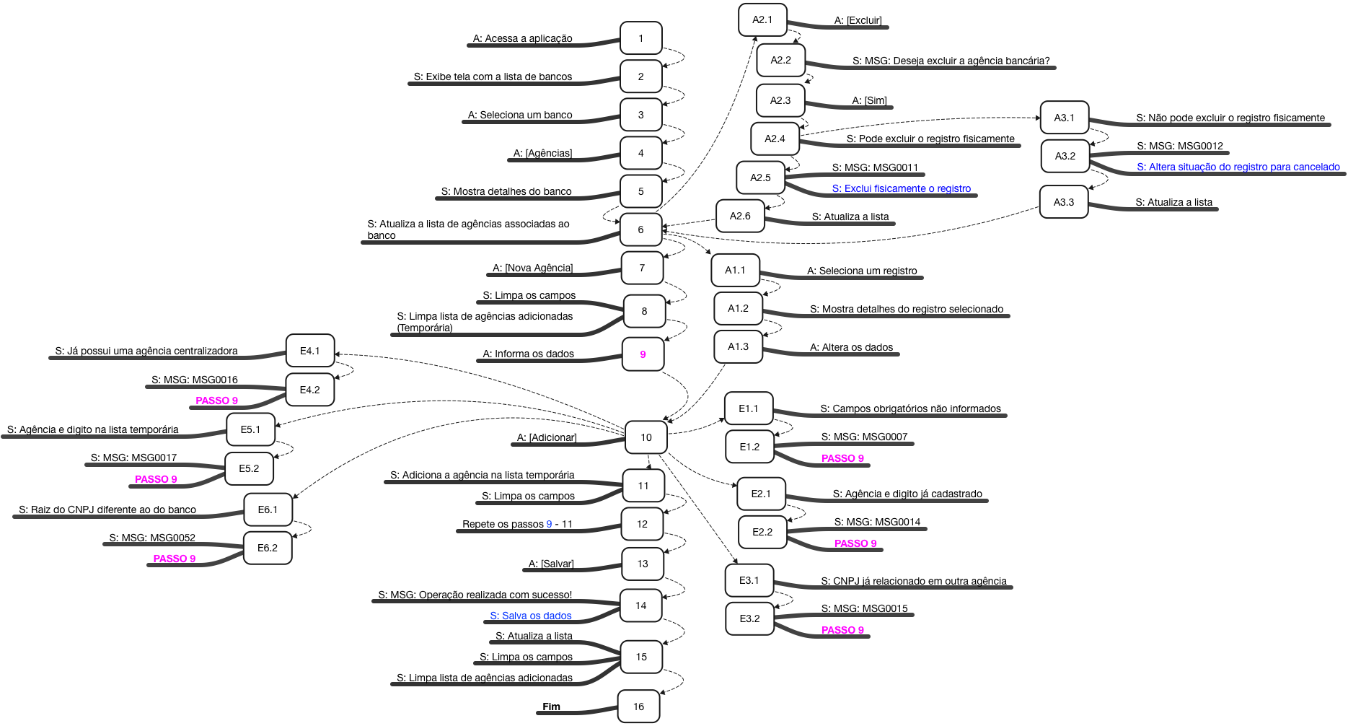 1
A: Acessa a aplicação
2
S: Exibe tela com a lista de bancos
3
A: Seleciona um banco
4
A: [Agências]
5
S: Mostra detalhes do banco
6
S: Atualiza a lista de agências associadas ao
banco
7
A: [Nova Agência]
8
S: Limpa os campos
S: Limpa lista de agências adicionadas
(Temporária)
9
A: Informa os dados
10
A: [Adicionar]
11
S: Adiciona a agência na lista temporária
S: Limpa os campos
12
Repete os passos 9 - 11
13
A: [Salvar]
14
S: MSG: Operação realizada com sucesso!
S: Salva os dados
15
S: Atualiza a lista
S: Limpa os campos
S: Limpa lista de agências adicionadas
16
Fim
A2.1
A: [Excluir]
A2.2
S: MSG: Deseja excluir a agência bancária?
A2.3
A: [Sim]
A2.4
S: Pode excluir o registro fisicamente
A2.5
S: MSG: MSG0011
S: Exclui fisicamente o registro
A2.6
S: Atualiza a lista
A3.1
S: Não pode excluir o registro fisicamente
A3.2
S: MSG: MSG0012
S: Altera situação do registro para cancelado
A3.3
S: Atualiza a lista
A1.1
A: Seleciona um registro
A1.2
S: Mostra detalhes do registro selecionado
A1.3
A: Altera os dados
E1.1
S: Campos obrigatórios não informados
E1.2
S: MSG: MSG0007
PASSO 9
E2.1
S: Agência e digito já cadastrado
E2.2
S: MSG: MSG0014
PASSO 9
E3.1
S: CNPJ já relacionado em outra agência
E3.2
S: MSG: MSG0015
PASSO 9
E4.1
S: Já possui uma agência centralizadora
E4.2
S: MSG: MSG0016
PASSO 9
E5.1
S: Agência e digito na lista temporária
E5.2
S: MSG: MSG0017
PASSO 9
E6.1
S: Raiz do CNPJ diferente ao do banco
E6.2
S: MSG: MSG0052
PASSO 9